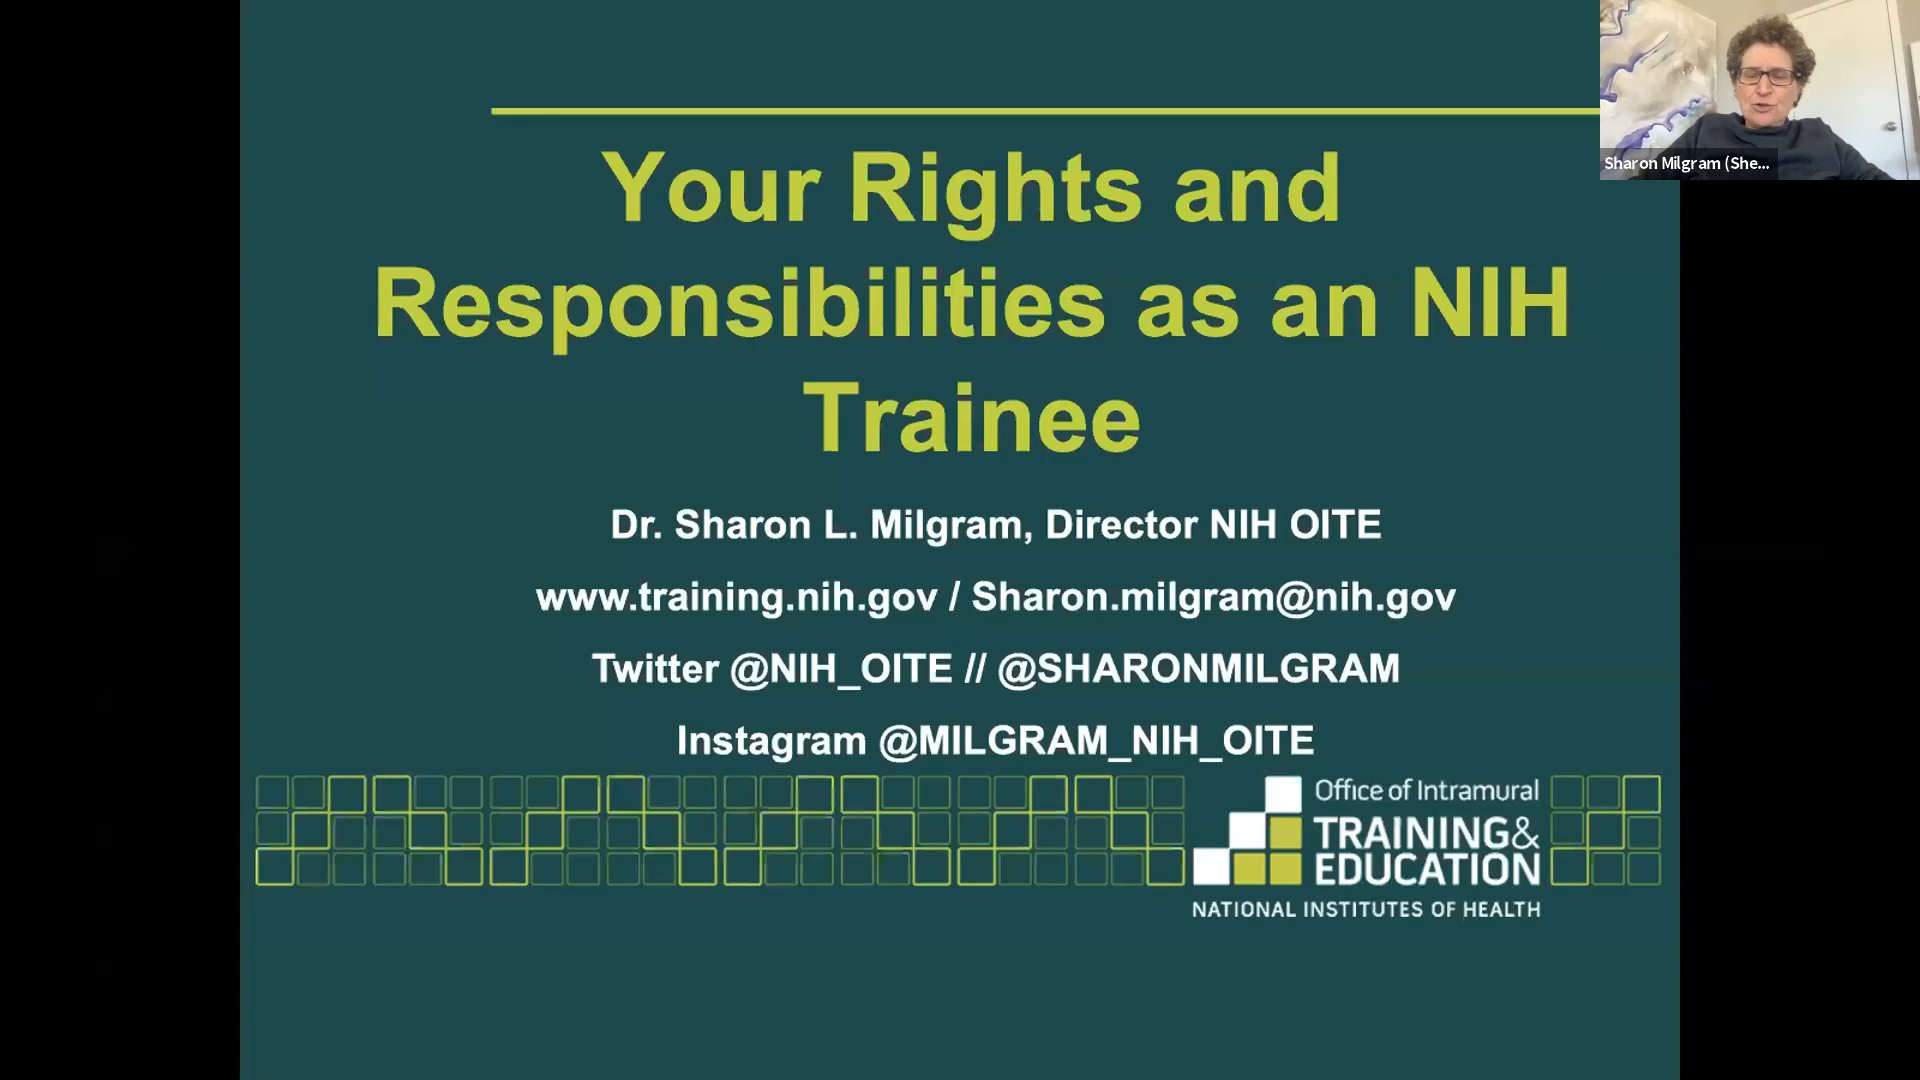 Your Rights and
Responsibilities as an NIH
Trainee
Dr. Sharon L. Milgram, Director NIH OITE
www.training.nih.gov / Sharon.milgram@nih.gov
Twitter @NIH_OITE // @SHARONMILGRAM
Instagram @MILGRAM_NIH_OITE
Office of Intramural
TRAINING&
EDUCATION
NATIONAL INSTITUTES OF HEALTH
Sharon Milgram (She...